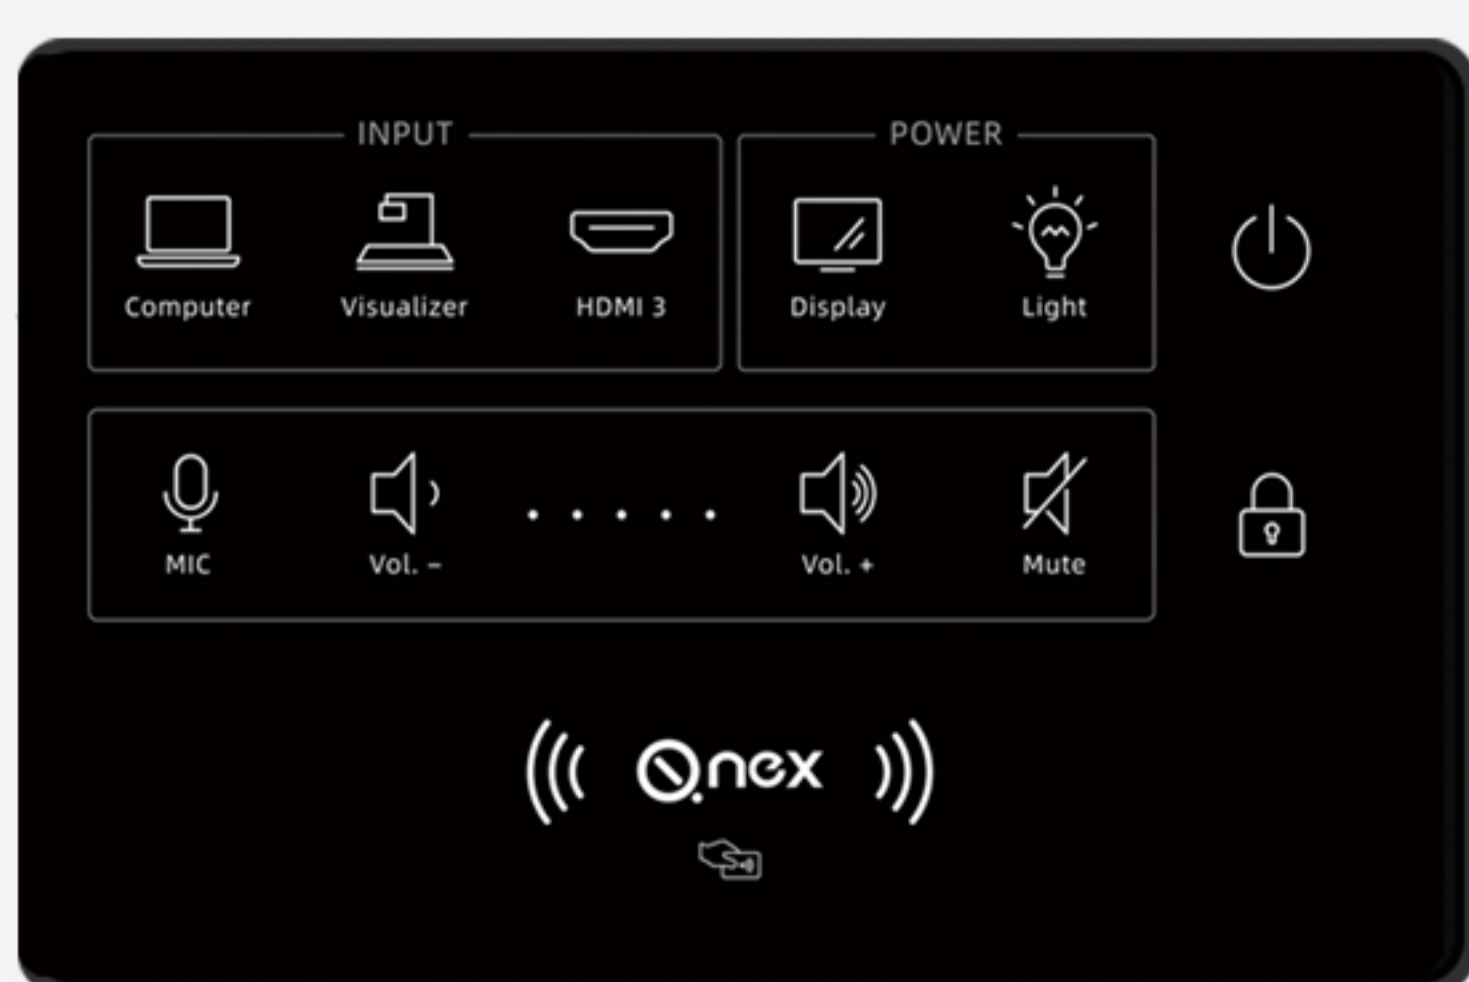 INPUT
POWER
Computer
Visualizer
HDMI 3
Display
Light
MIC
Vol. –
Vol. +
Mute
Qnex